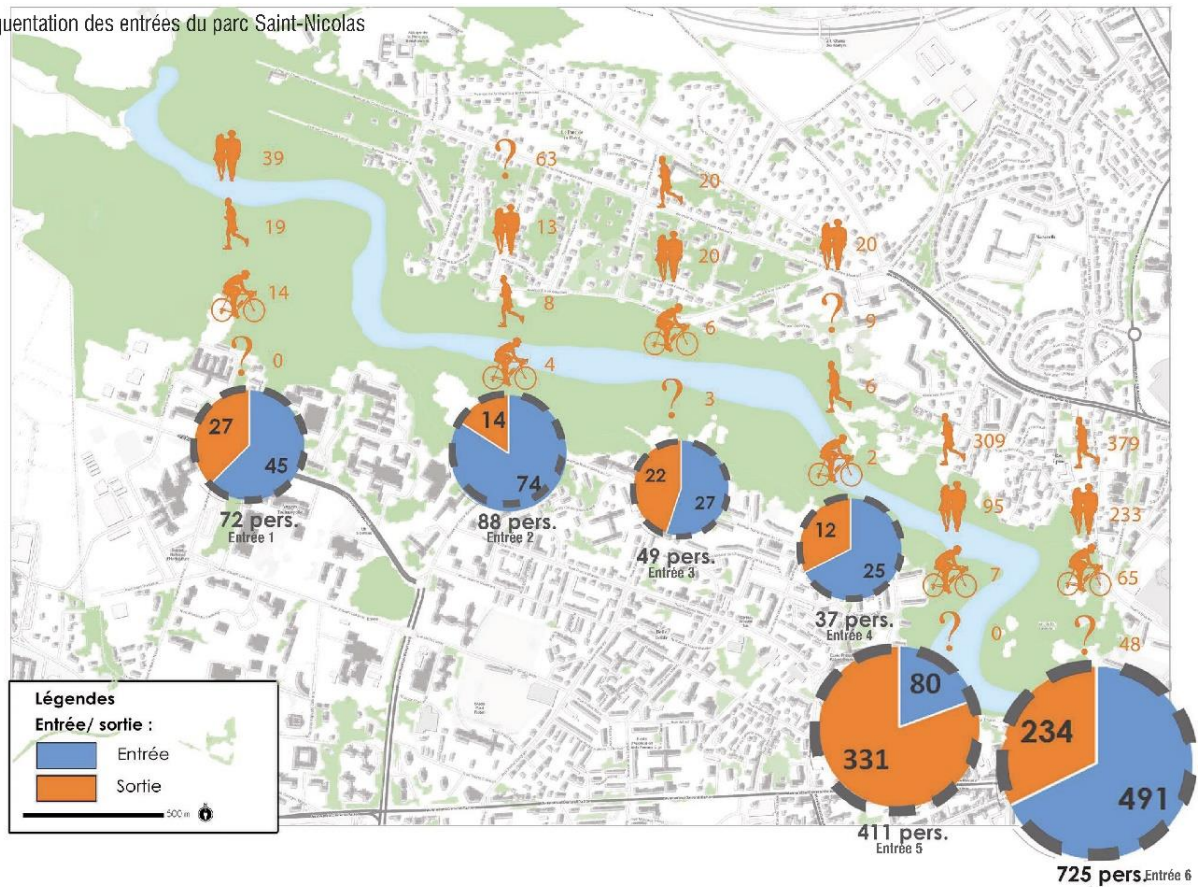 quentation des entrées du parc Saint-Nicolas
39
19
14
? 0
27
45
72 pers.
Entrée 1
? 63
13
8
4
14
74
88 pers.
Entrée 2
20
20
6
? 3
22
27
49 pers.
Entrée 3
20
? 9
6
2
12
25
37 pers.
Entrée 4
309
95
7
? 0
80
331
411 pers.
Entrée 5
379
233
65
? 48
234
491
725 pers. Entrée 6
Légendes
Entrée/ sortie :
Entrée
Sortie
500 m